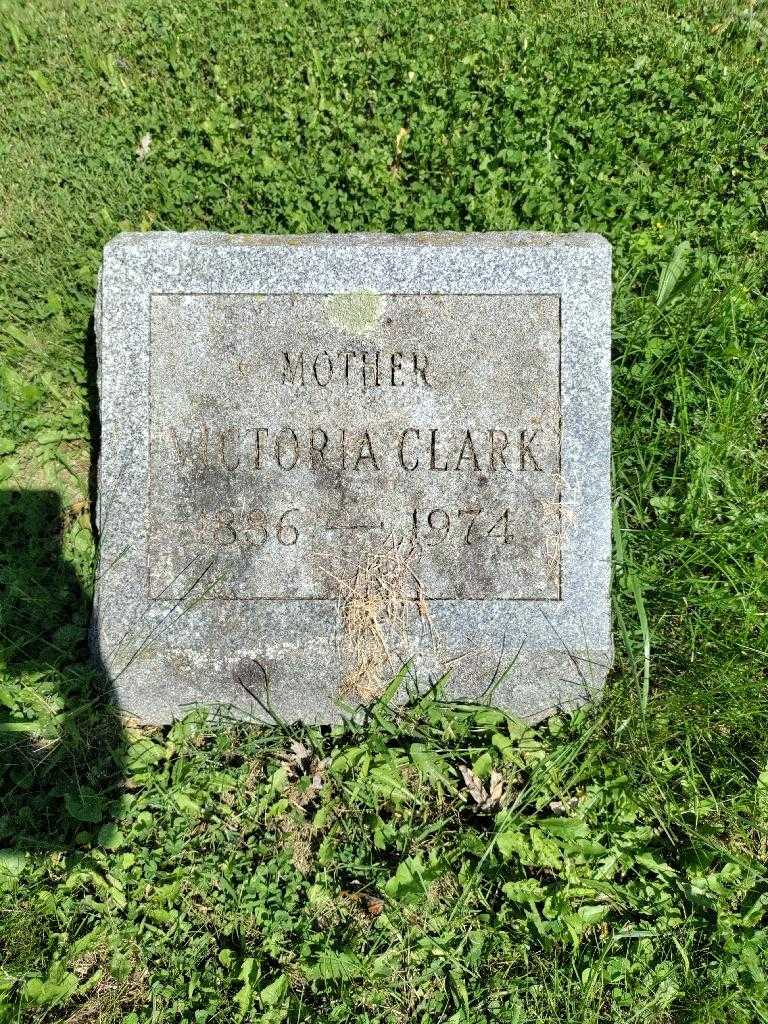 MOTHER
VICTORIA CLARK
1886 — 1974